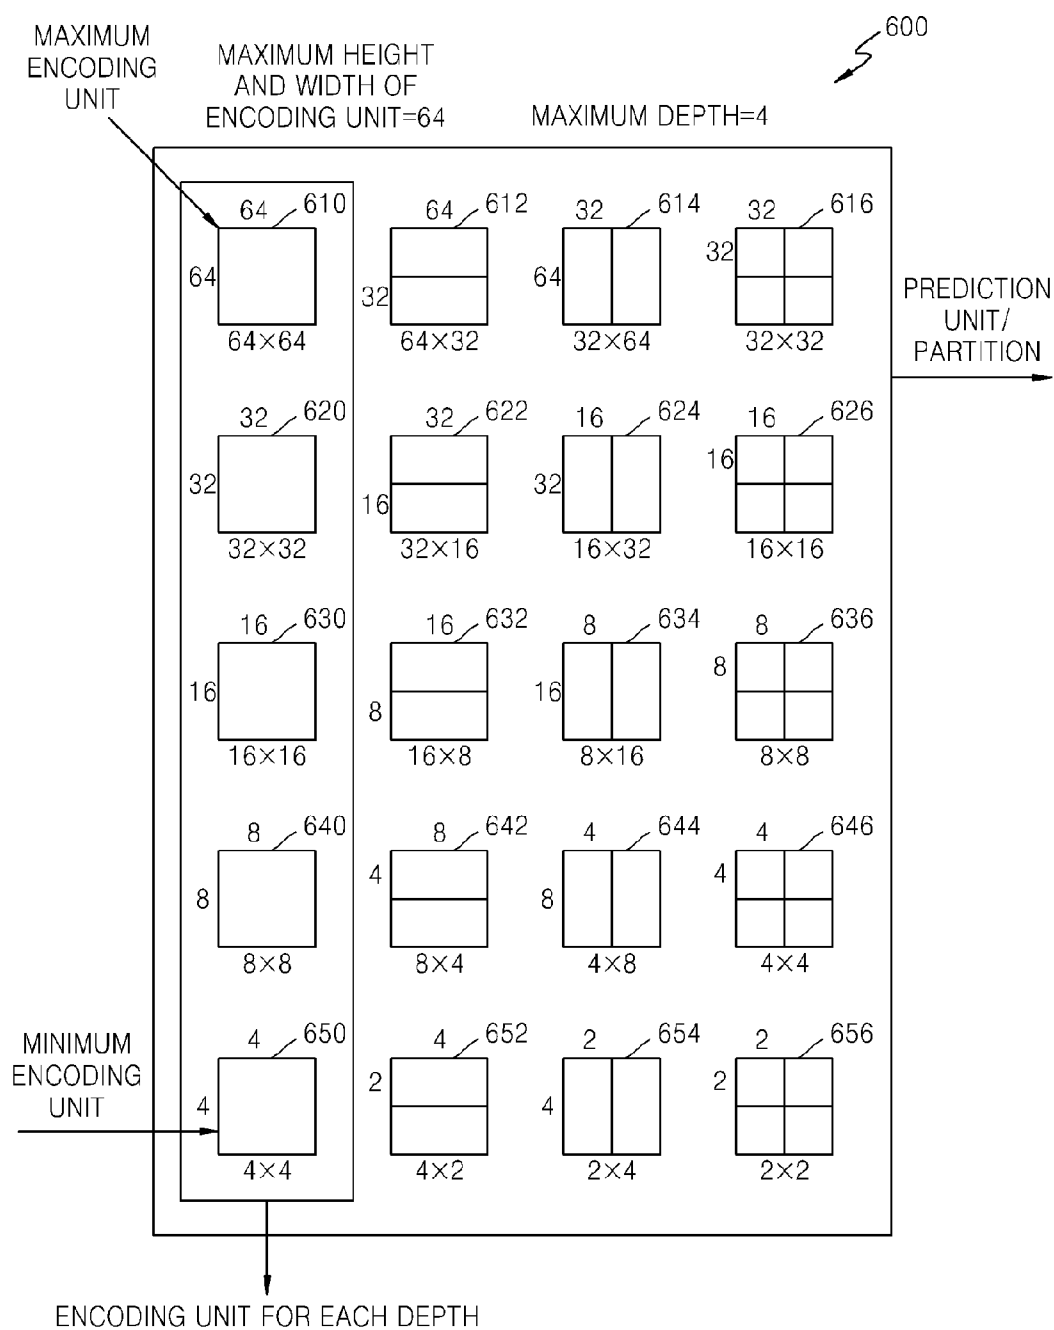 600
MAXIMUM
ENCODING
UNIT
MAXIMUM HEIGHT
AND WIDTH OF
ENCODING UNIT=64
MAXIMUM DEPTH=4
64 610 64 612 32 614 32 616
64 32 64 32
64×64 64×32 32×64 32×32
PREDICTION
UNIT/
PARTITION
32 620 32 622 16 624 16 626
32 16 32 16
32×32 32×16 16×32 16×16
16 630 16 632 8 634 8 636
16 8 16 8
16×16 16×8 8×16 8×8
8 640 8 642 4 644 4 646
8 4 8 4
8×8 8×4 4×8 4×4
MINIMUM
ENCODING
UNIT
4 650 4 652 2 654 2 656
4 2 4 2
4×4 4×2 2×4 2×2
ENCODING UNIT FOR EACH DEPTH